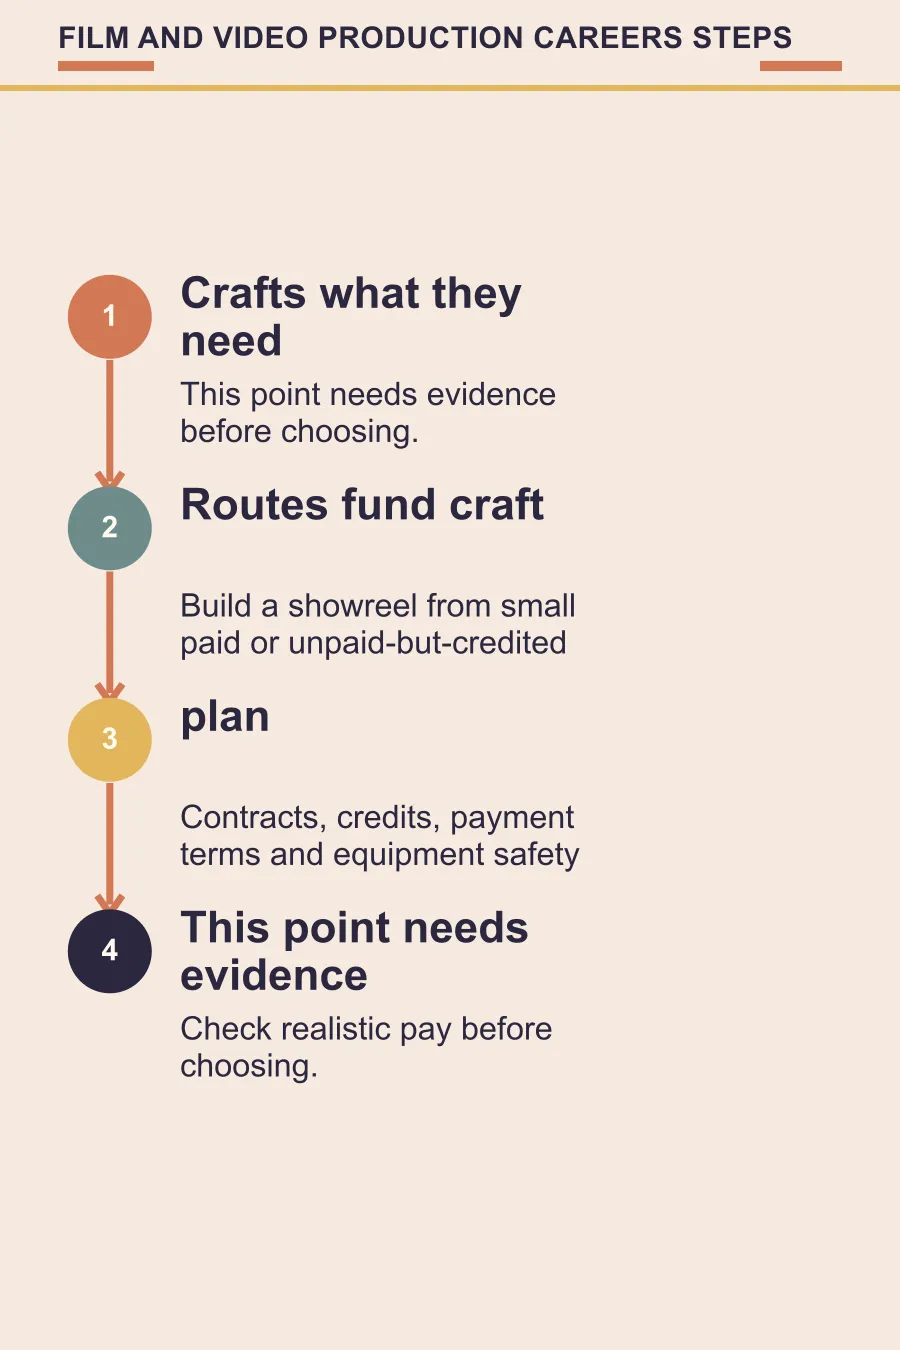 FILM AND VIDEO PRODUCTION CAREERS STEPS
1
Crafts what they
need
This point needs evidence
before choosing.
2
Routes fund craft
Build a showreel from small
paid or unpaid-but-credited
3
plan
Contracts, credits, payment
terms and equipment safety
4
This point needs
evidence
Check realistic pay before
choosing.